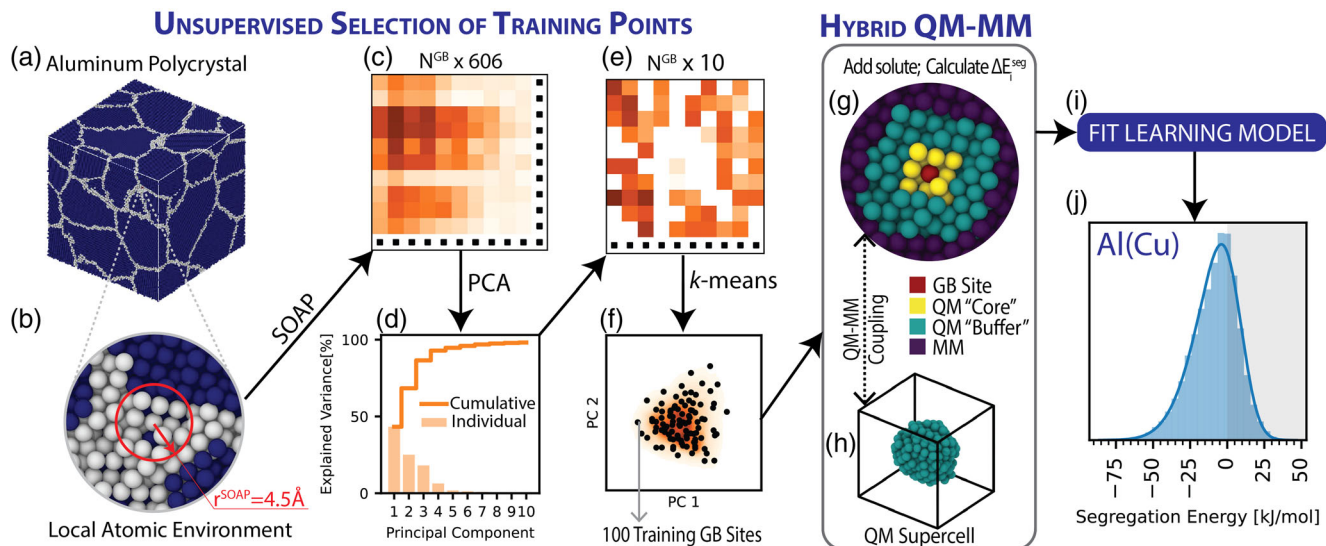 UNSUPERVISED SELECTION OF TRAINING POINTS
HYBRID QM-MM
(a)
Aluminum Polycrystal
(b)
Local Atomic Environment
r^SOAP=4.5Å
SOAP
(c)
N^GB x 606
PCA
(d)
100
50
0
Explained Variance[%]
Cumulative
Individual
1 2 3 4 5 6 7 8 9 10
Principal Component
(e)
N^GB x 10
k-means
(f)
PC 2
PC 1
100 Training GB Sites
Add solute; Calculate ΔE_i^seg
(g)
GB Site
QM "Core"
QM "Buffer"
MM
QM-MM
Coupling
(h)
QM Supercell
(i)
FIT LEARNING MODEL
(j)
Al(Cu)
−75 −50 −25 0 25 50
Segregation Energy [kJ/mol]